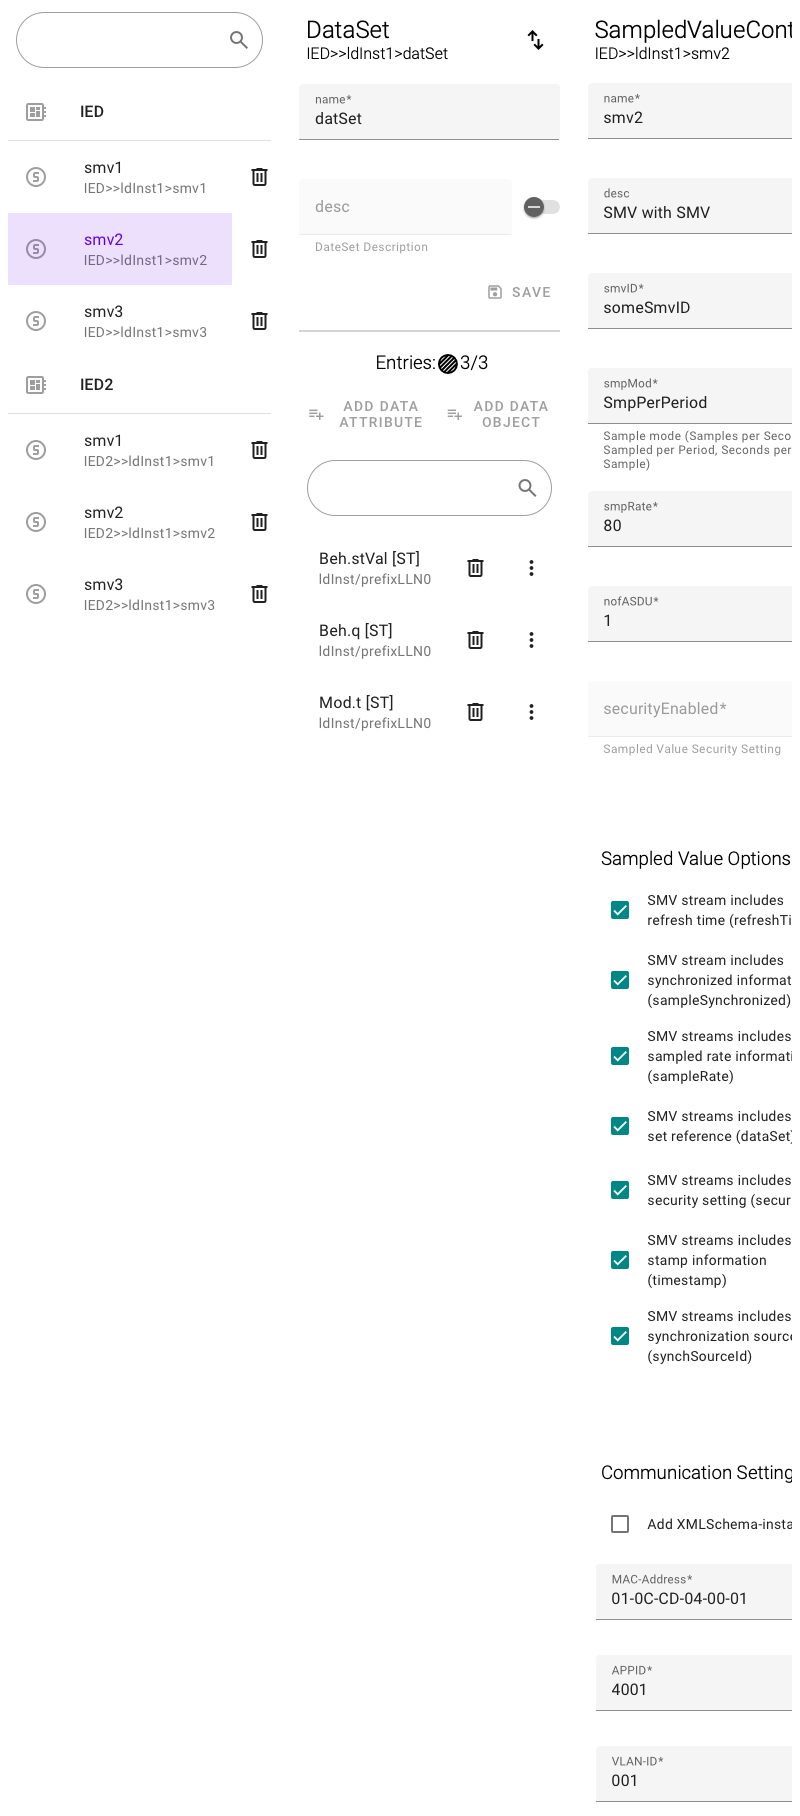 IED
smv1
IED>>ldInst1>smv1
smv2
IED>>ldInst1>smv2
smv3
IED>>ldInst1>smv3
IED2
smv1
IED2>>ldInst1>smv1
smv2
IED2>>ldInst1>smv2
smv3
IED2>>ldInst1>smv3
DataSet
IED>>ldInst1>datSet
name*
datSet
desc
DateSet Description
SAVE
Entries: 3/3
ADD DATA
ATTRIBUTE
ADD DATA
OBJECT
Beh.stVal [ST]
ldInst/prefixLLN0
Beh.q [ST]
ldInst/prefixLLN0
Mod.t [ST]
ldInst/prefixLLN0
SampledValueCont
IED>>ldInst1>smv2
name*
smv2
desc
SMV with SMV
smvID*
someSmvID
smpMod*
SmpPerPeriod
Sample mode (Samples per Seco
Sampled per Period, Seconds per
Sample)
smpRate*
80
nofASDU*
1
securityEnabled*
Sampled Value Security Setting
Sampled Value Options
SMV stream includes
refresh time (refreshTi
SMV stream includes
synchronized informat
(sampleSynchronized)
SMV streams includes
sampled rate informati
(sampleRate)
SMV streams includes
set reference (dataSet)
SMV streams includes
security setting (secur
SMV streams includes
stamp information
(timestamp)
SMV streams includes
synchronization source
(synchSourceId)
Communication Setting
Add XMLSchema-insta
MAC-Address*
01-0C-CD-04-00-01
APPID*
4001
VLAN-ID*
001